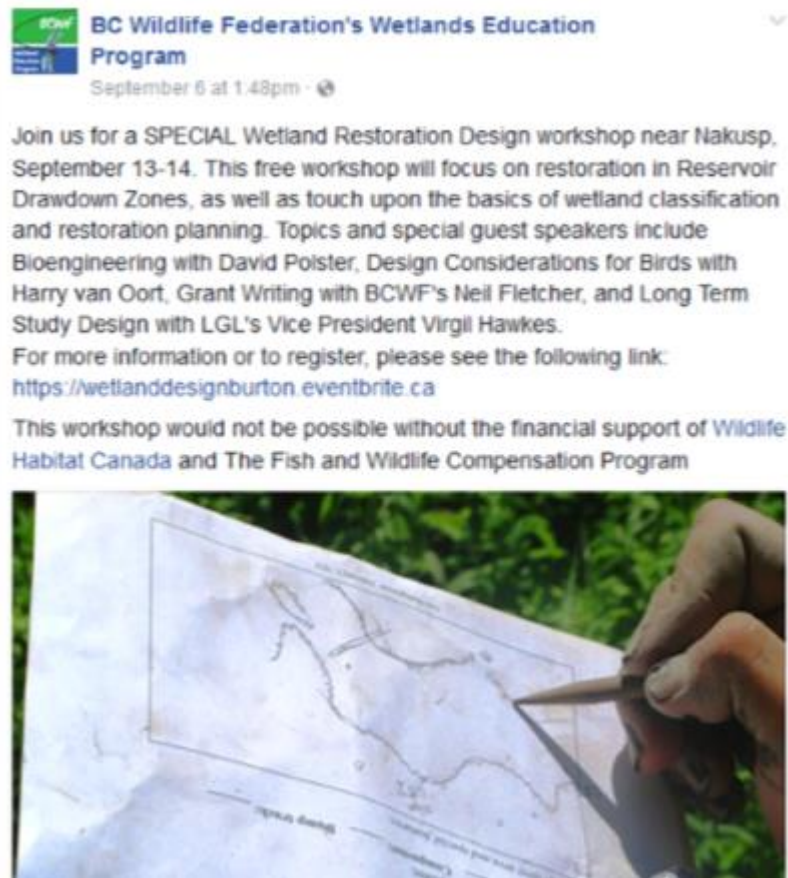 BCWF
BC Wildlife Federation's Wetlands Education
Program
September 6 at 1:48pm ·
Join us for a SPECIAL Wetland Restoration Design workshop near Nakusp,
September 13-14. This free workshop will focus on restoration in Reservoir
Drawdown Zones, as well as touch upon the basics of wetland classification
and restoration planning. Topics and special guest speakers include
Bioengineering with David Polster, Design Considerations for Birds with
Harry van Oort, Grant Writing with BCWF's Neil Fletcher, and Long Term
Study Design with LGL's Vice President Virgil Hawkes.
For more information or to register, please see the following link:
https://wetlanddesignburton.eventbrite.ca
This workshop would not be possible without the financial support of Wildlife
Habitat Canada and The Fish and Wildlife Compensation Program
Dump truck: